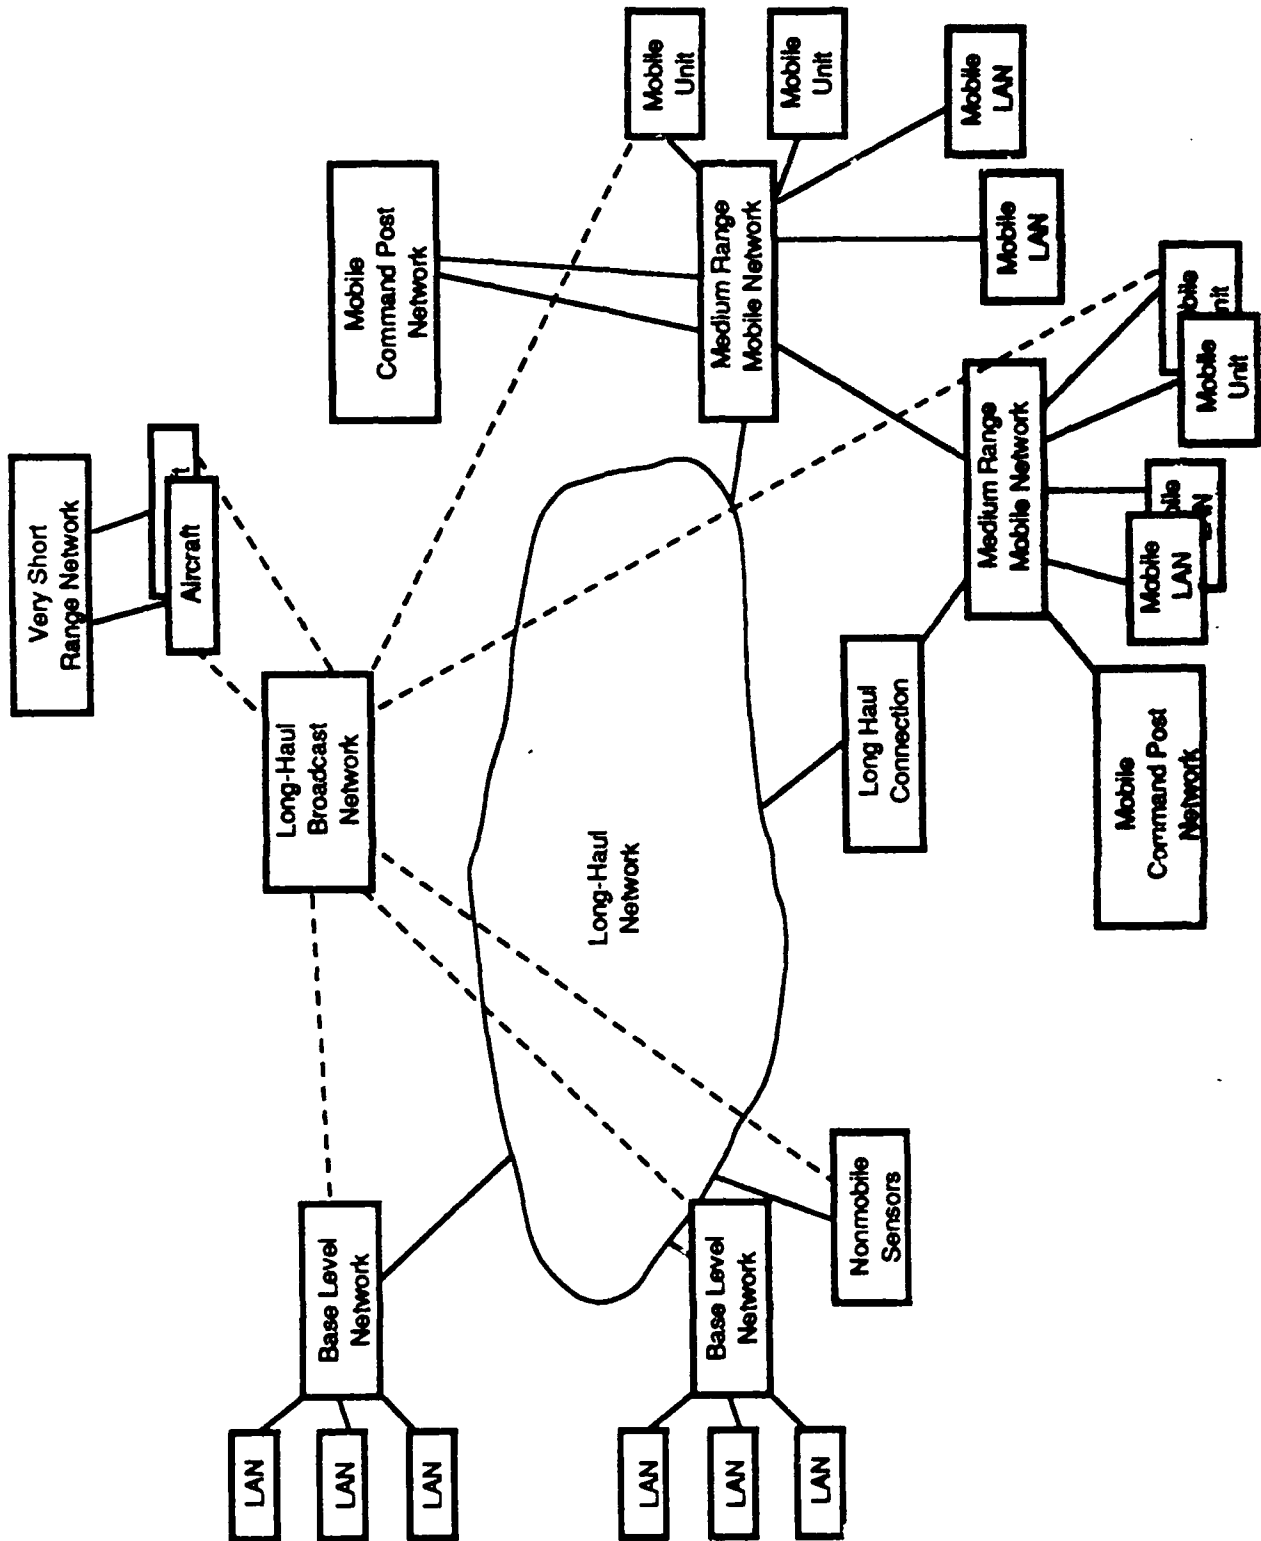 Very Short
Range Network
Aircraft
LAN
LAN
LAN
Base Level
Network
Long-Haul
Broadcast
Network
Mobile
Command Post
Network
Long-Haul
Network
LAN
LAN
LAN
Base Level
Network
Medium Range
Mobile Network
Mobile
Unit
Mobile
Unit
Nonmobile
Sensors
Long Haul
Connection
Mobile
LAN
Mobile
LAN
Medium Range
Mobile Network
Mobile
Command Post
Network
Mobile
LAN
Mobile
Unit